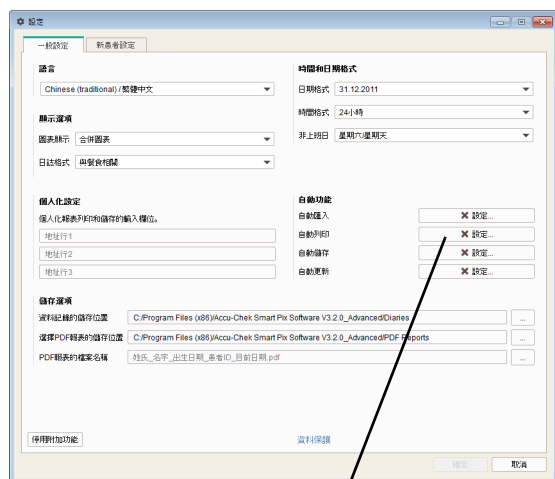 設定
一般設定 新患者設定
語言
Chinese (traditional) / 繁體中文
顯示選項
圖表顯示 合併圖表
日誌格式 與餐食相關
時間和日期格式
日期格式 31.12.2011
時間格式 24小時
非上班日 星期六/星期天
個人化設定
個人化報表列印和儲存的輸入欄位。
地址行1
地址行2
地址行3
自動功能
自動匯入 設定...
自動列印 設定...
自動儲存 設定...
自動更新 設定...
儲存選項
資料記錄的儲存位置 C:/Program Files (x86)/Accu-Chek Smart Pix Software V3.2.0_Advanced/Diaries ...
選擇PDF報表的儲存位置 C:/Program Files (x86)/Accu-Chek Smart Pix Software V3.2.0_Advanced/PDF Reports ...
PDF報表的檔案名稱 姓氏_名字_出生日期_患者ID_目前日期.pdf ...
停用附加功能 資料保護
確定 取消